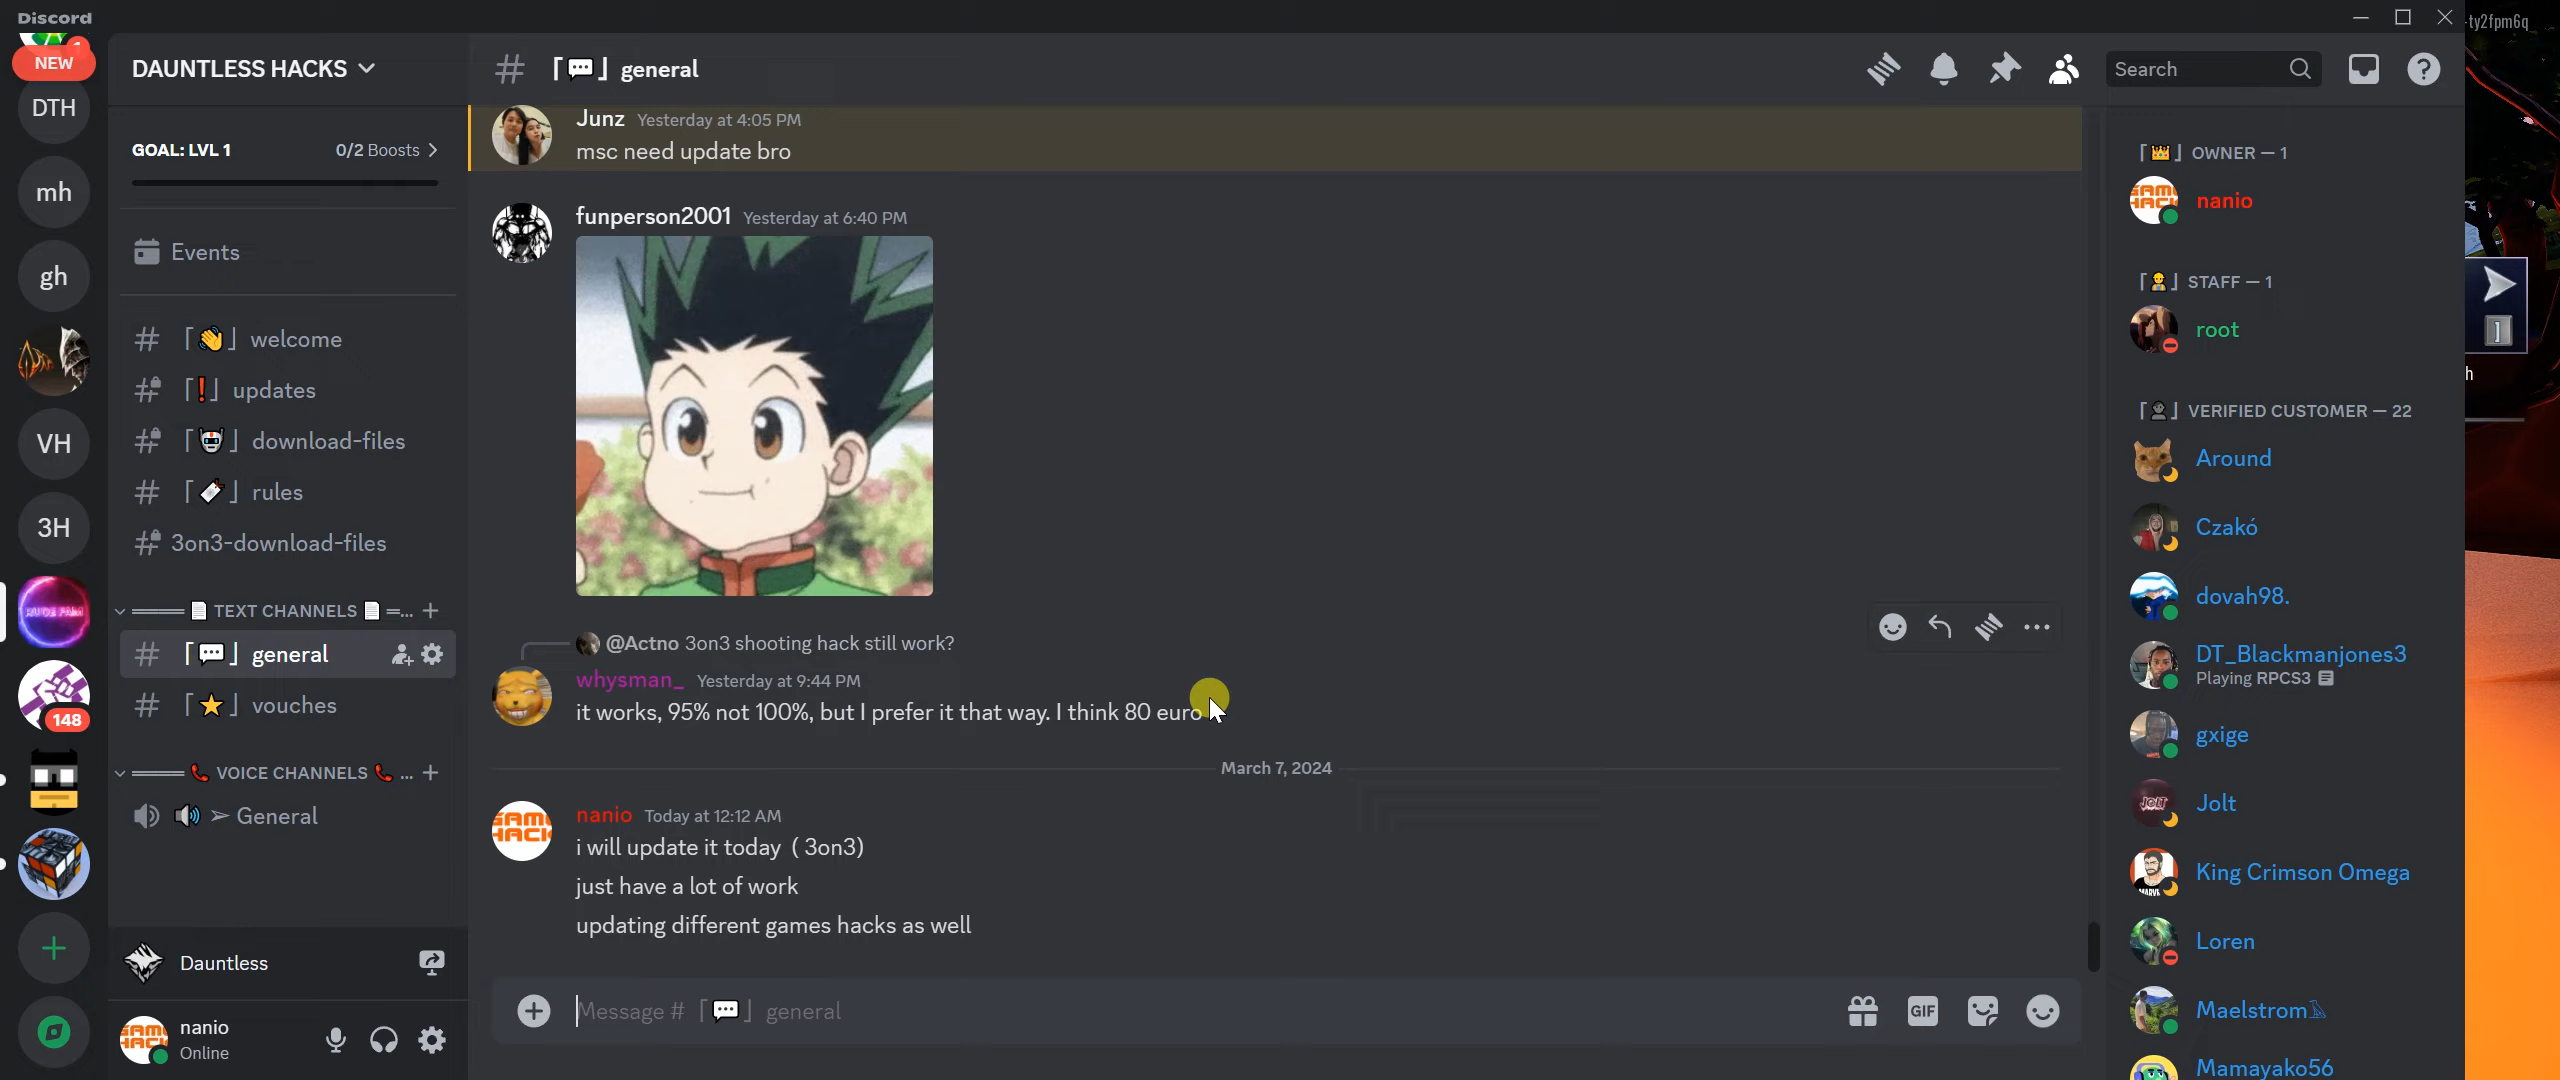 Discord
-ty2fpm6q
1
NEW
DTH
mh
gh
VH
3H
148
DAUNTLESS HACKS
GOAL: LVL 1
0/2 Boosts
Events
welcome
updates
download-files
rules
3on3-download-files
TEXT CHANNELS
general
vouches
VOICE CHANNELS
General
Dauntless
nanio
Online
# 「💬」 general
Search
Junz Yesterday at 4:05 PM
msc need update bro
funperson2001 Yesterday at 6:40 PM
@Actno 3on3 shooting hack still work?
whysman_ Yesterday at 9:44 PM
it works, 95% not 100%, but I prefer it that way. I think 80 euro
March 7, 2024
nanio Today at 12:12 AM
i will update it today ( 3on3)
just have a lot of work
updating different games hacks as well
Message # 「💬」 general
GIF
OWNER — 1
nanio
STAFF — 1
root
VERIFIED CUSTOMER — 22
Around
Czakó
dovah98.
DT_Blackmanjones3
Playing RPCS3
gxige
Jolt
King Crimson Omega
Loren
Maelstrom
Mamayako56
]
h